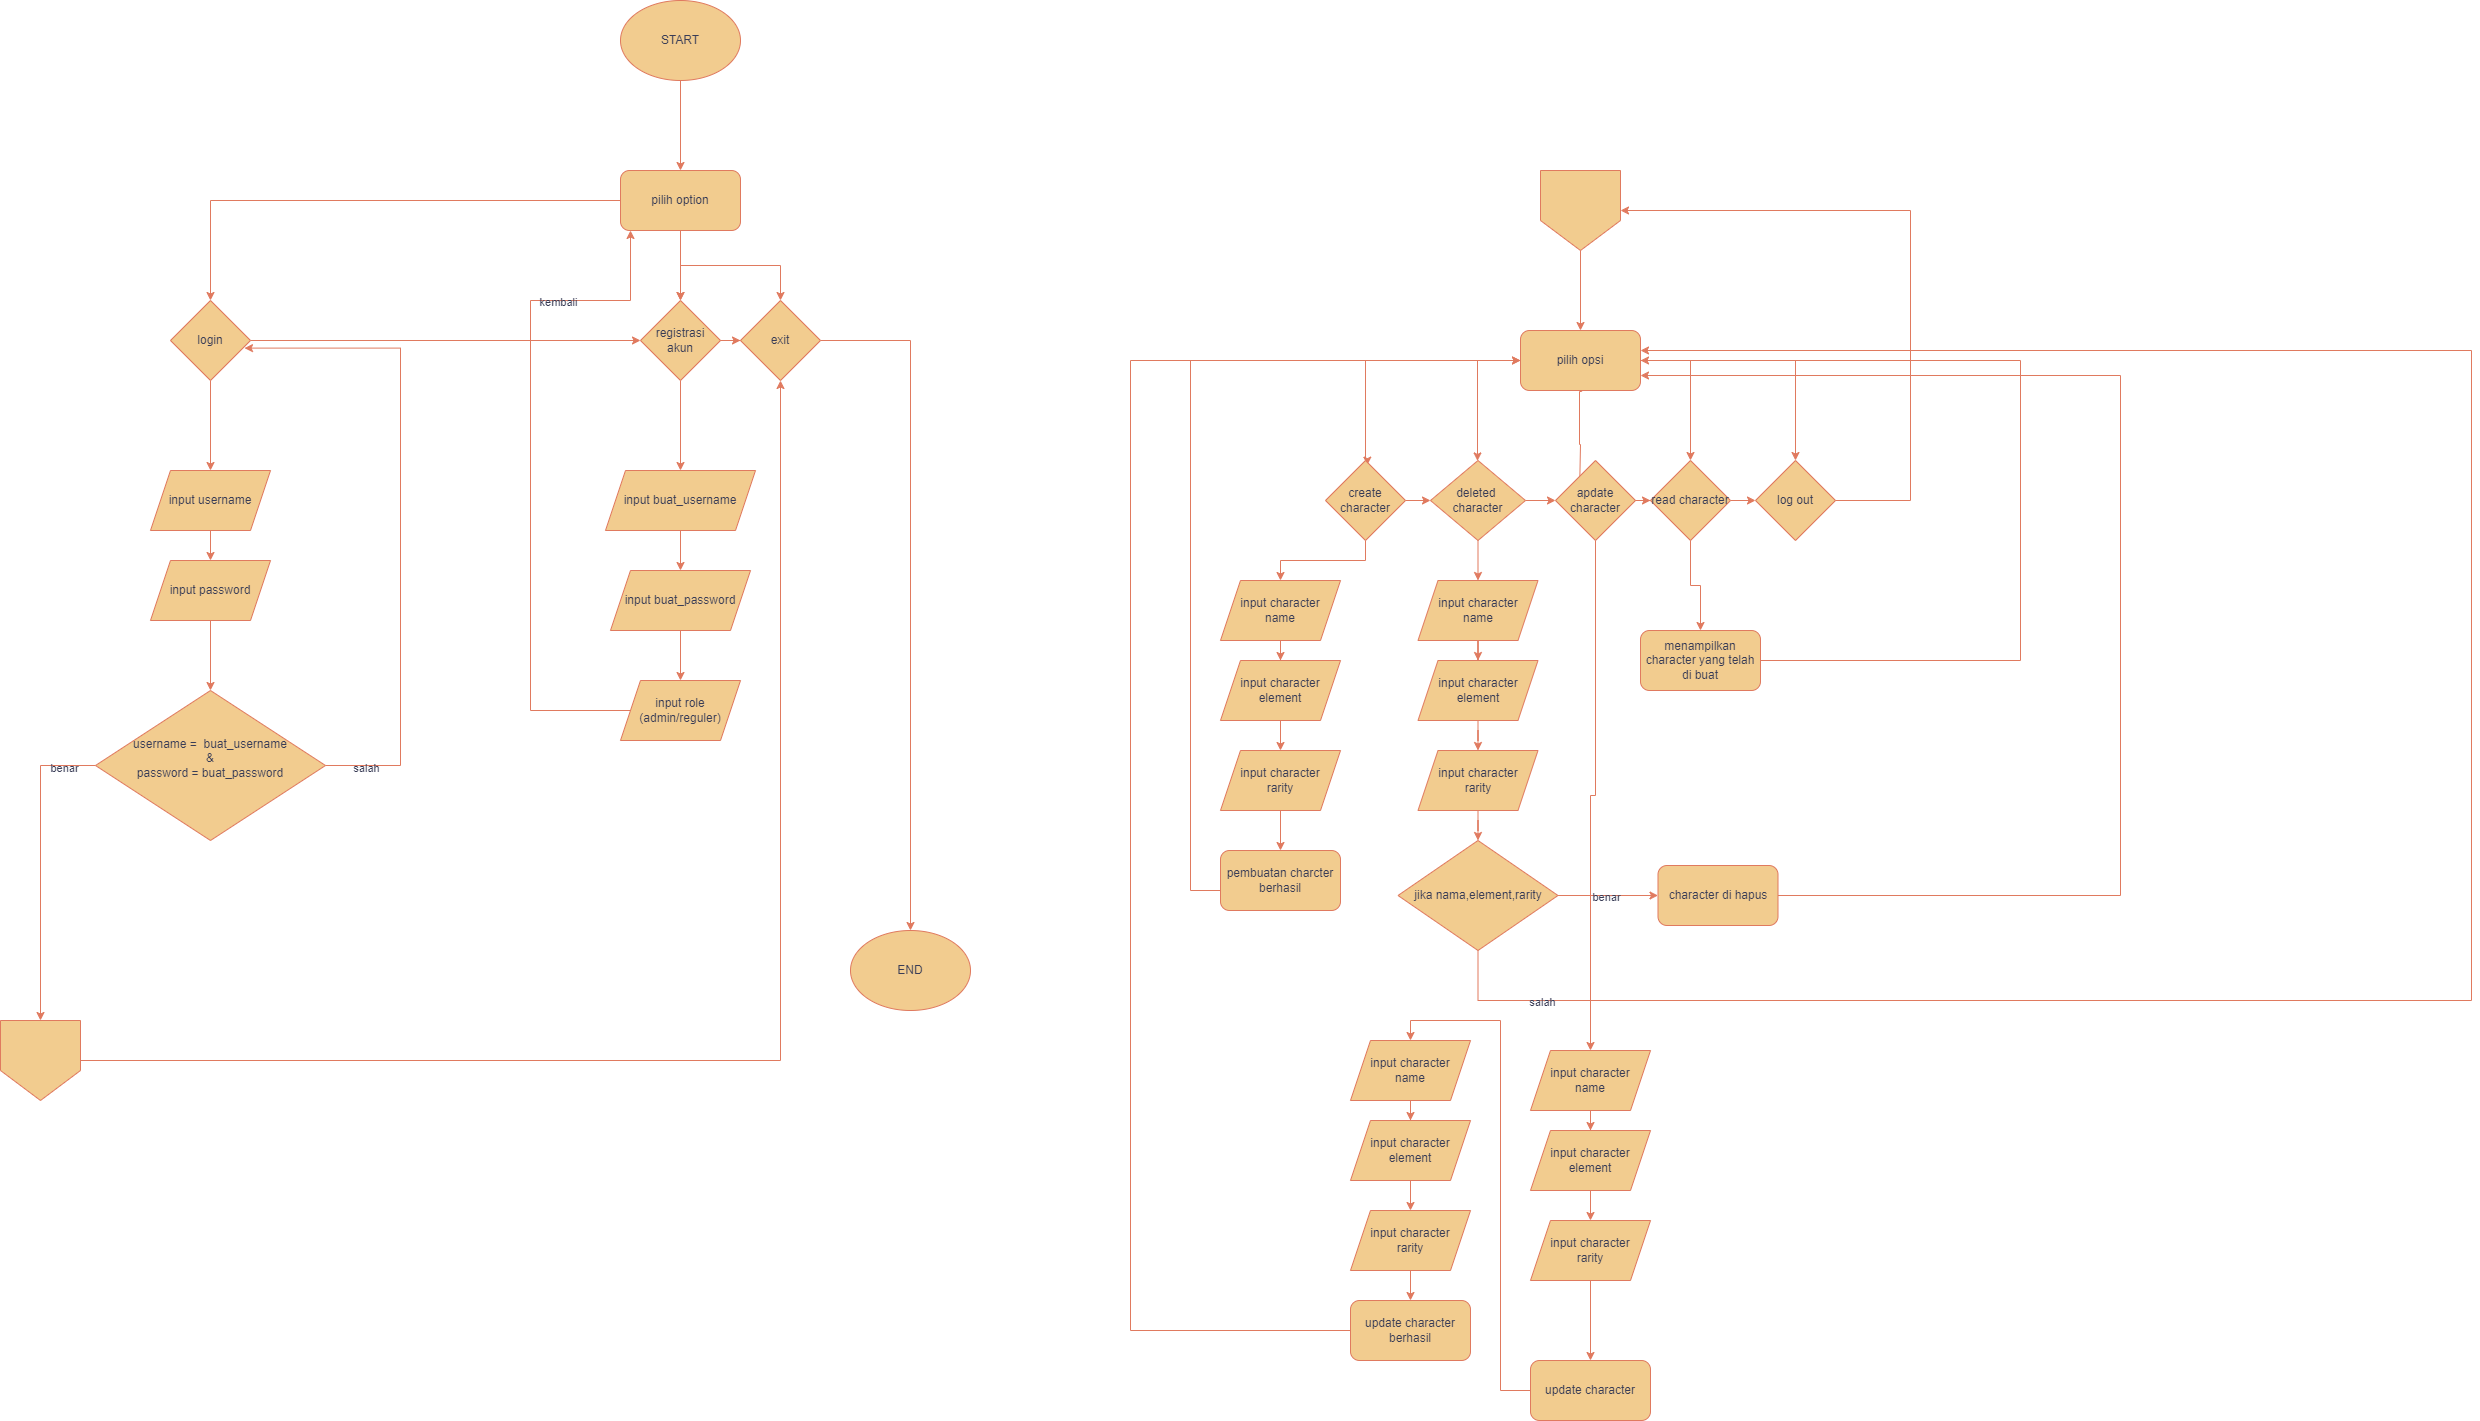 START
pilih option
kembali
login
registrasi
akun
exit
input username
input password
username = buat_username
&
password = buat_password
benar
salah
input buat_username
input buat_password
input role
(admin/reguler)
END
pilih opsi
create
character
deleted
character
apdate
character
read character
log out
input character
name
input character
element
input character
rarity
pembuatan charcter
berhasil
input character
name
input character
element
input character
rarity
jika nama,element,rarity
benar
character di hapus
salah
menampilkan
character yang telah
di buat
input character
name
input character
element
input character
rarity
update character
berhasil
input character
name
input character
element
input character
rarity
update character